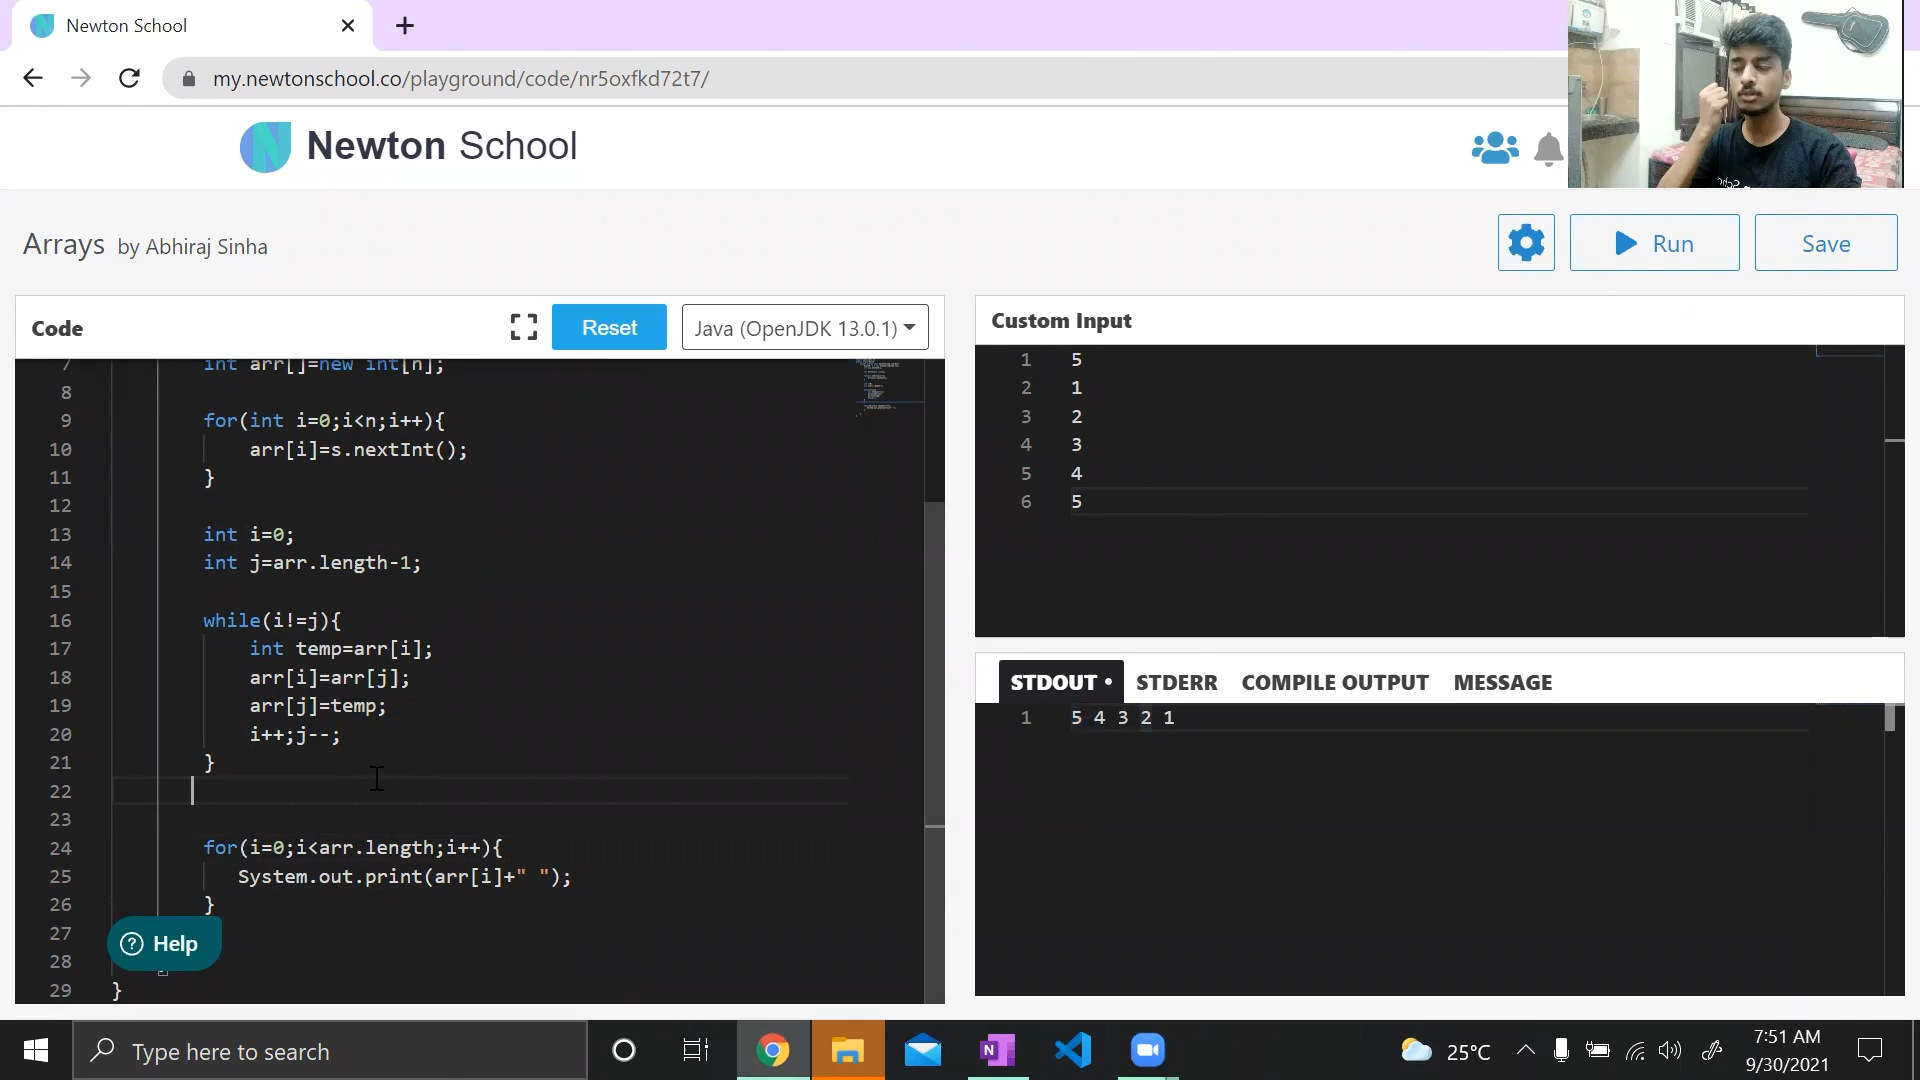 Newton School
my.newtonschool.co/playground/code/nr5oxfkd72t7/
Newton School
Arrays by Abhiraj Sinha
Run
Save
Code
Reset
Java (OpenJDK 13.0.1)
7 int arr[]=new int[n];
8
9 for(int i=0;i<n;i++){
10 arr[i]=s.nextInt();
11 }
12
13 int i=0;
14 int j=arr.length-1;
15
16 while(i!=j){
17 int temp=arr[i];
18 arr[i]=arr[j];
19 arr[j]=temp;
20 i++;j--;
21 }
22
23
24 for(i=0;i<arr.length;i++){
25 System.out.print(arr[i]+" ");
26 }
27
28
29 }
Help
Custom Input
1 5
2 1
3 2
4 3
5 4
6 5
STDOUT • STDERR COMPILE OUTPUT MESSAGE
1 5 4 3 2 1
Type here to search
25°C
7:51 AM
9/30/2021